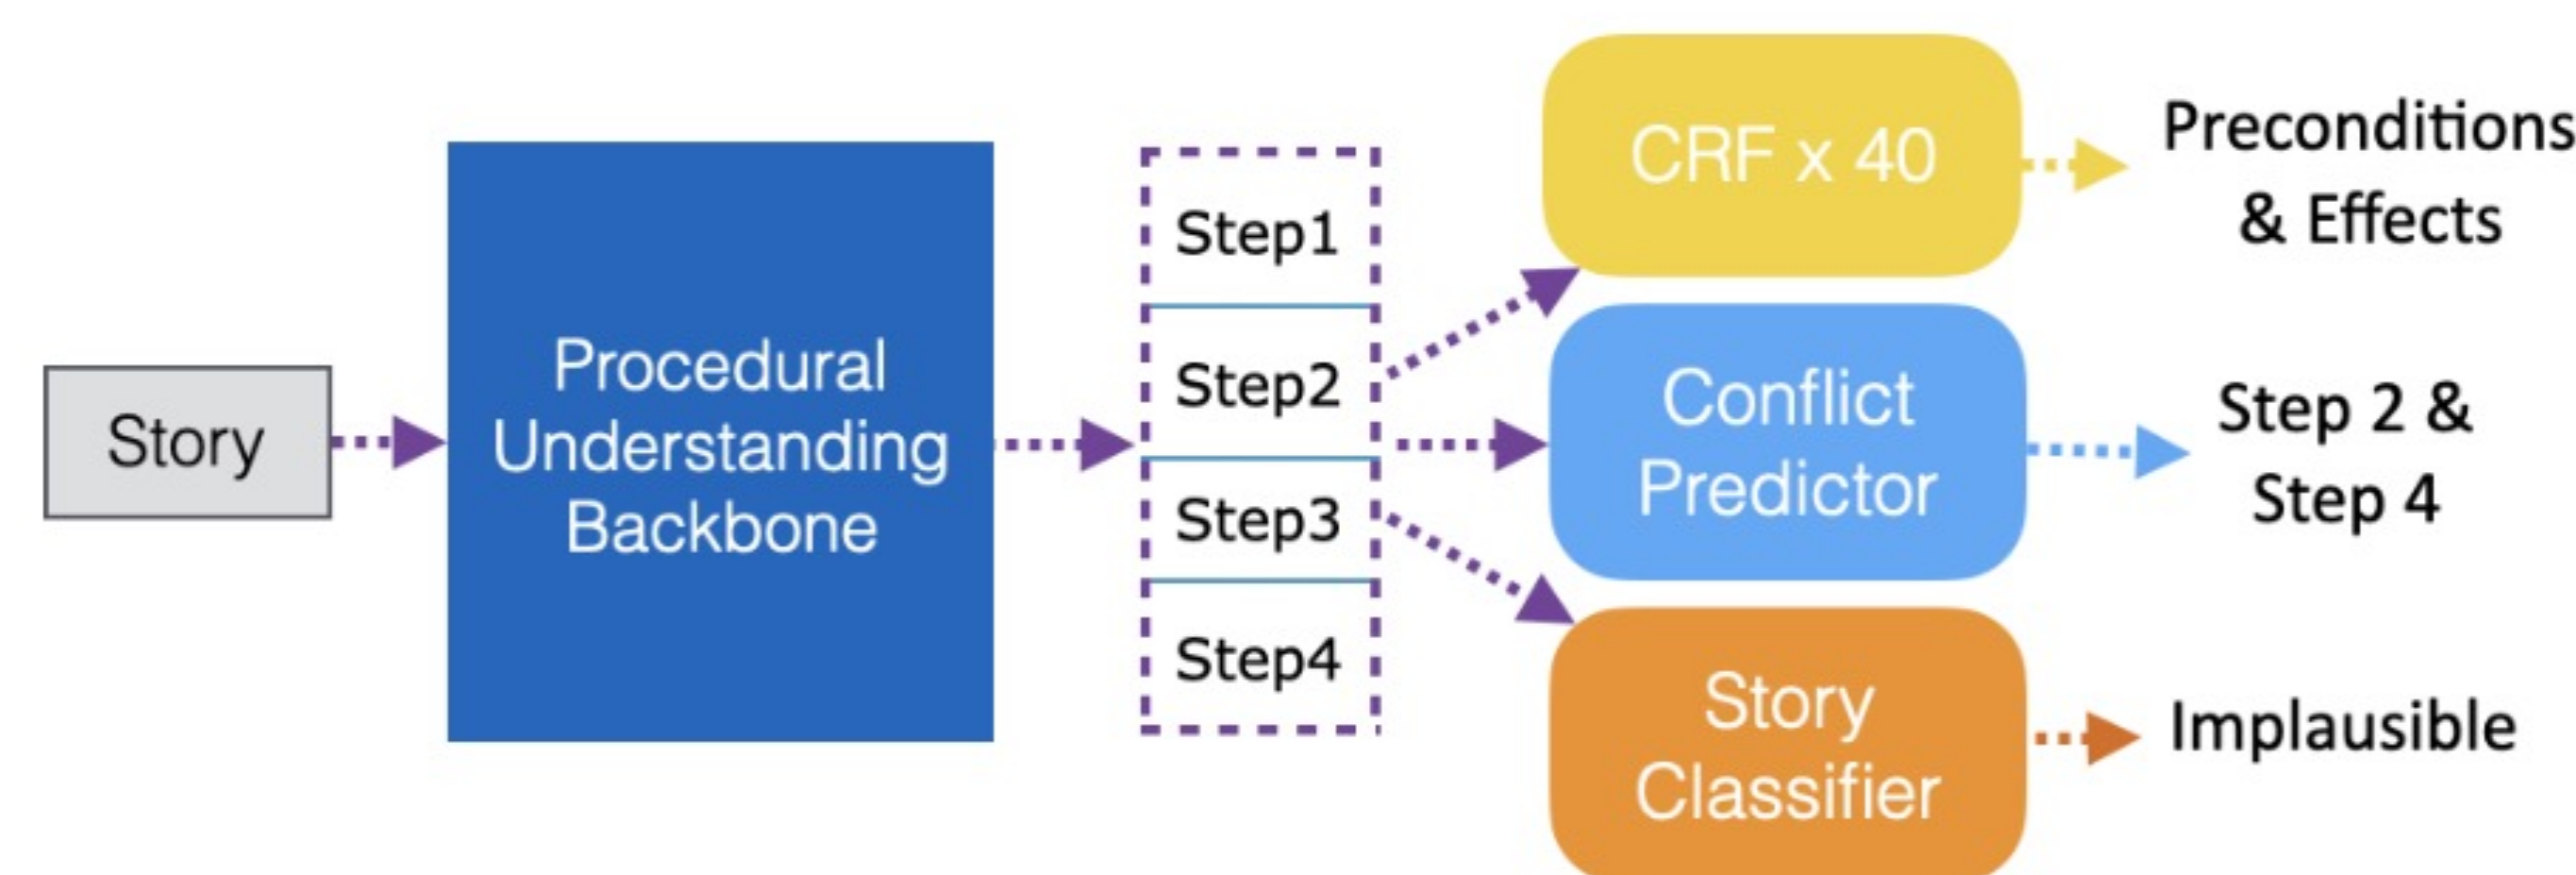 Story
Procedural
Understanding
Backbone
Step1
Step2
Step3
Step4
CRF x 40
Conflict
Predictor
Story
Classifier
Preconditions
& Effects
Step 2 &
Step 4
Implausible